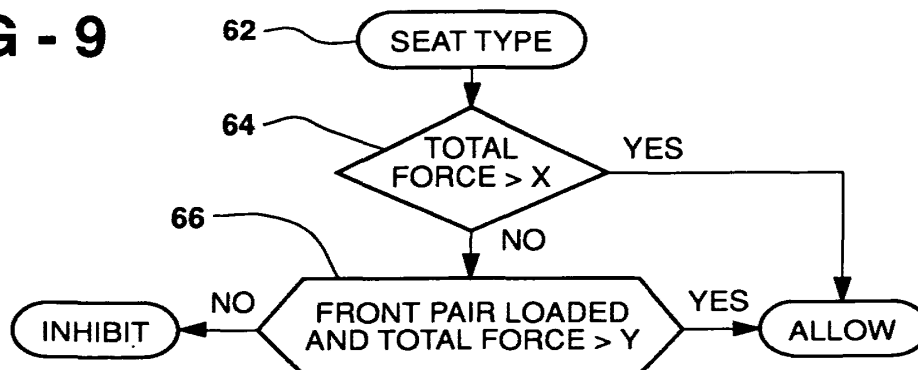 G - 9
62
SEAT TYPE
64
TOTAL
FORCE > X
YES
66
NO
NO
FRONT PAIR LOADED
AND TOTAL FORCE > Y
YES
INHIBIT
ALLOW